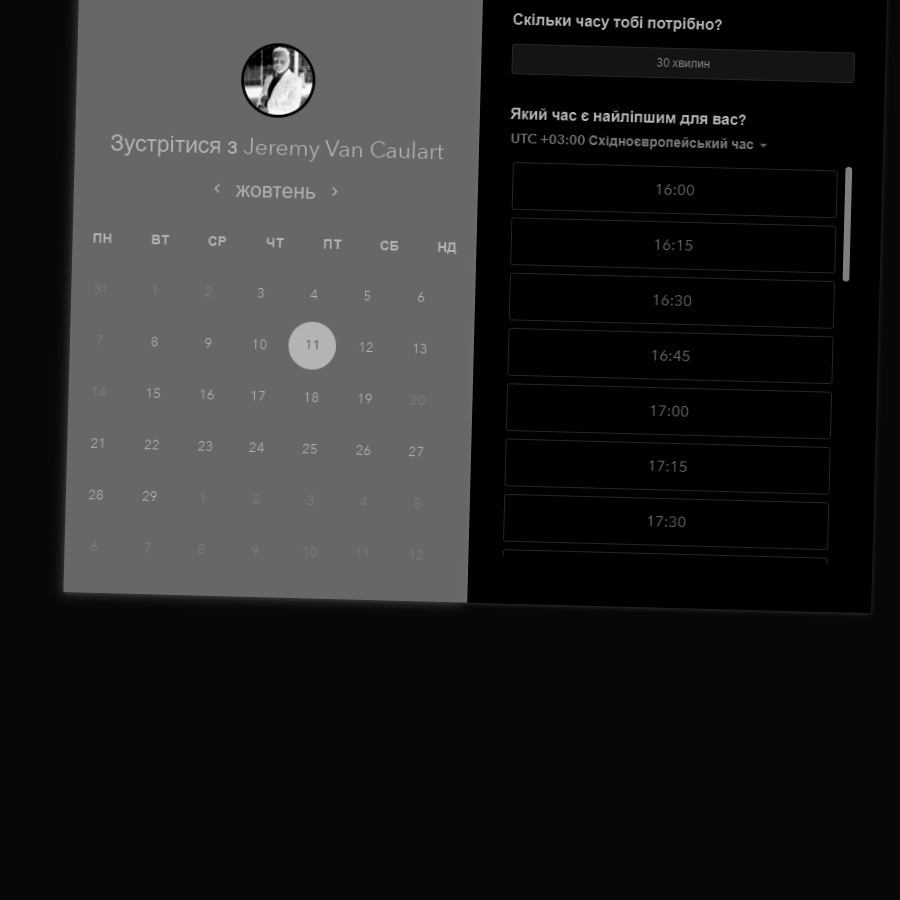 Зустрітися з Jeremy Van Caulart
‹ жовтень ›
ПН ВТ СР ЧТ ПТ СБ НД
31 1 2 3 4 5 6
7 8 9 10 11 12 13
14 15 16 17 18 19 20
21 22 23 24 25 26 27
28 29 1 2 3 4 5
6 7 8 9 10 11 12
Скільки часу тобі потрібно?
30 хвилин
Який час є найліпшим для вас?
UTC +03:00 Східноєвропейський час
16:00
16:15
16:30
16:45
17:00
17:15
17:30